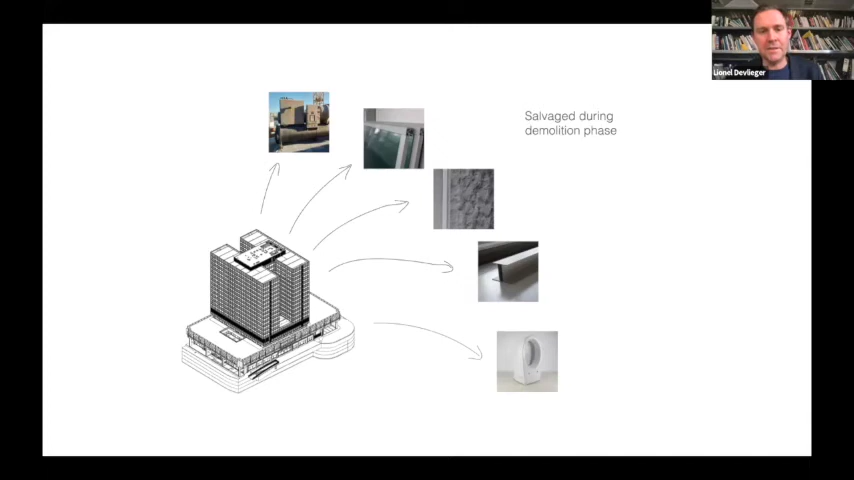 Lionel Devlieger
Salvaged during
demolition phase